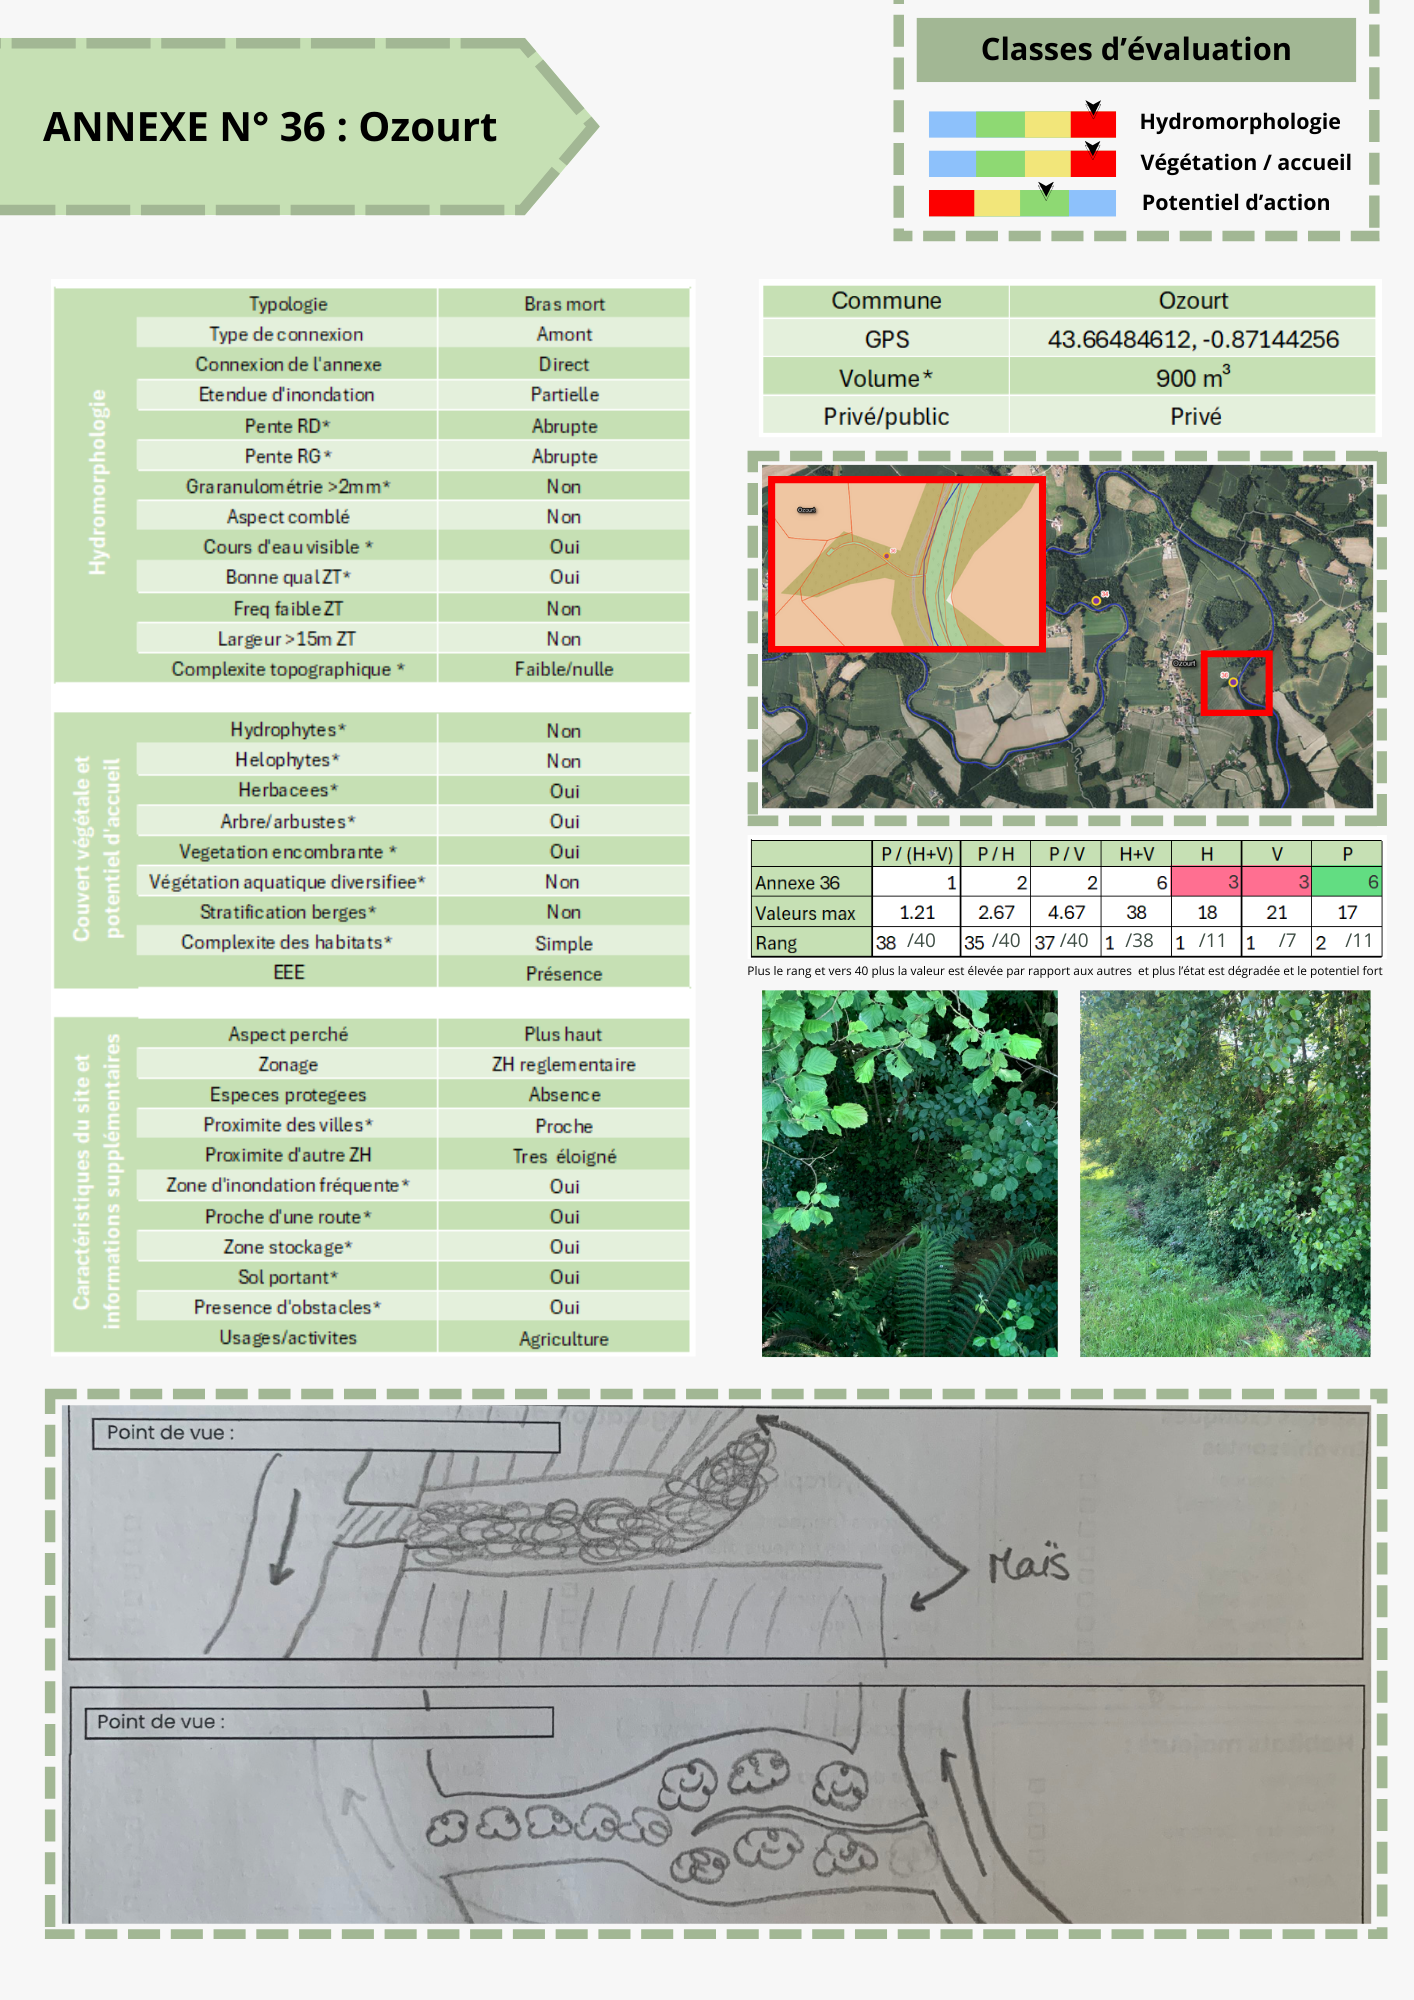 ANNEXE N° 36 : Ozourt
Classes d’évaluation
Hydromorphologie
Végétation / accueil
Potentiel d’action
Hydromorphologie
Typologie Bras mort
Type de connexion Amont
Connexion de l'annexe Direct
Etendue d'inondation Partielle
Pente RD* Abrupte
Pente RG* Abrupte
Graranulométrie >2mm* Non
Aspect comblé Non
Cours d'eau visible * Oui
Bonne qual ZT* Oui
Freq faible ZT Non
Largeur >15m ZT Non
Complexite topographique * Faible/nulle
Couvert végétale et
potentiel d'accueil
Hydrophytes* Non
Helophytes* Non
Herbacees* Oui
Arbre/arbustes* Oui
Vegetation encombrante * Oui
Végétation aquatique diversifiee* Non
Stratification berges* Non
Complexite des habitats* Simple
EEE Présence
Caractéristiques du site et
informations supplémentaires
Aspect perché Plus haut
Zonage ZH reglementaire
Especes protegees Absence
Proximite des villes* Proche
Proximite d'autre ZH Tres éloigné
Zone d'inondation fréquente* Oui
Proche d'une route* Oui
Zone stockage* Oui
Sol portant* Oui
Presence d'obstacles* Oui
Usages/activites Agriculture
Commune Ozourt
GPS 43.66484612, -0.87144256
Volume* 900 m³
Privé/public Privé
Ozourt
36
34
Ozourt
36
P / (H+V) P / H P / V H+V H V P
Annexe 36 1 2 2 6 3 3 6
Valeurs max 1.21 2.67 4.67 38 18 21 17
Rang 38 /40 35 /40 37 /40 1 /38 1 /11 1 /7 2 /11
Plus le rang et vers 40 plus la valeur est élevée par rapport aux autres et plus l’état est dégradée et le potentiel fort
Point de vue :
Maïs
Point de vue :